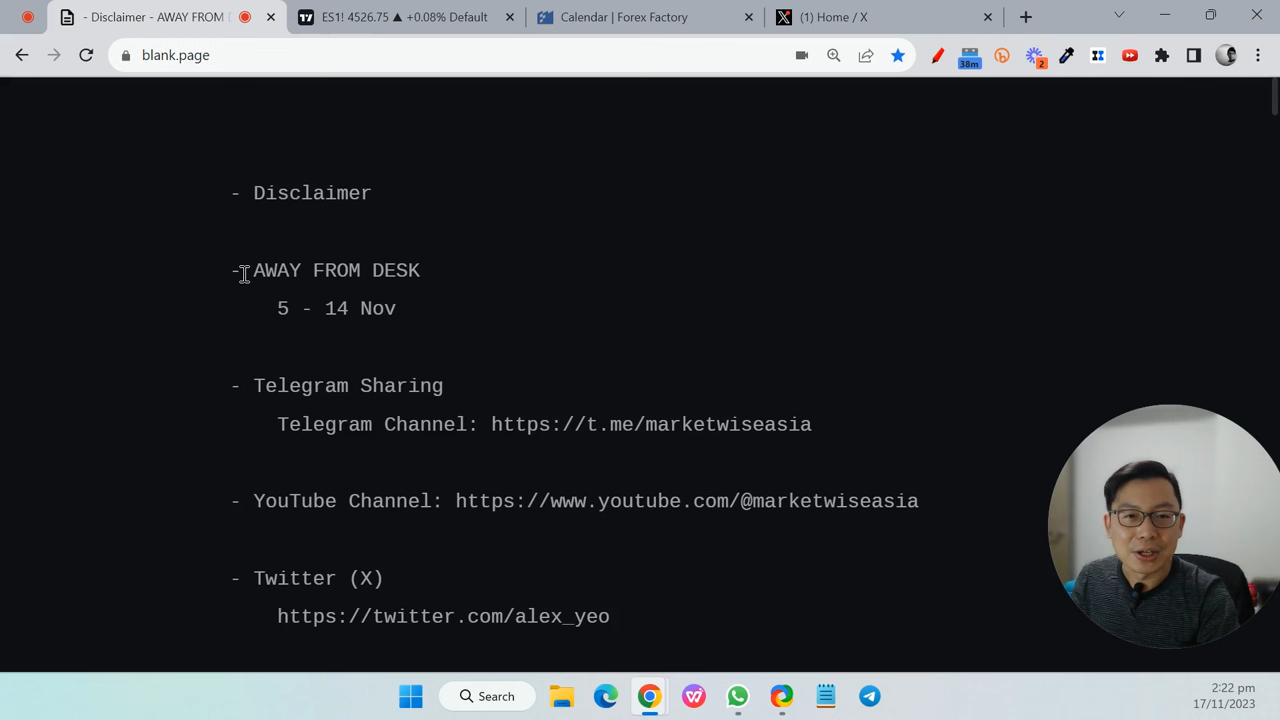 - Disclaimer - AWAY FROM D
ES1! 4526.75 ▲ +0.08% Default
Calendar | Forex Factory
(1) Home / X
blank.page
38m
2
- Disclaimer
- AWAY FROM DESK
5 - 14 Nov
- Telegram Sharing
Telegram Channel: https://t.me/marketwiseasia
- YouTube Channel: https://www.youtube.com/@marketwiseasia
- Twitter (X)
https://twitter.com/alex_yeo
Search
2:22 pm
17/11/2023